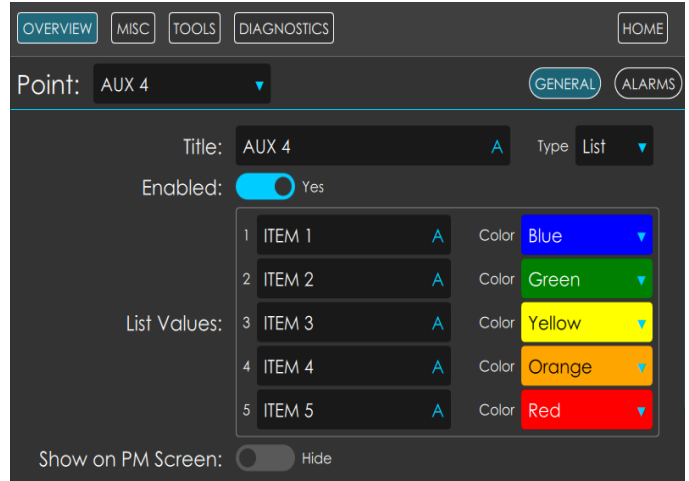 OVERVIEW MISC TOOLS DIAGNOSTICS HOME
Point: AUX 4 GENERAL ALARMS
Title: AUX 4 A Type List
Enabled: Yes
1 ITEM 1 A Color Blue
2 ITEM 2 A Color Green
List Values: 3 ITEM 3 A Color Yellow
4 ITEM 4 A Color Orange
5 ITEM 5 A Color Red
Show on PM Screen: Hide